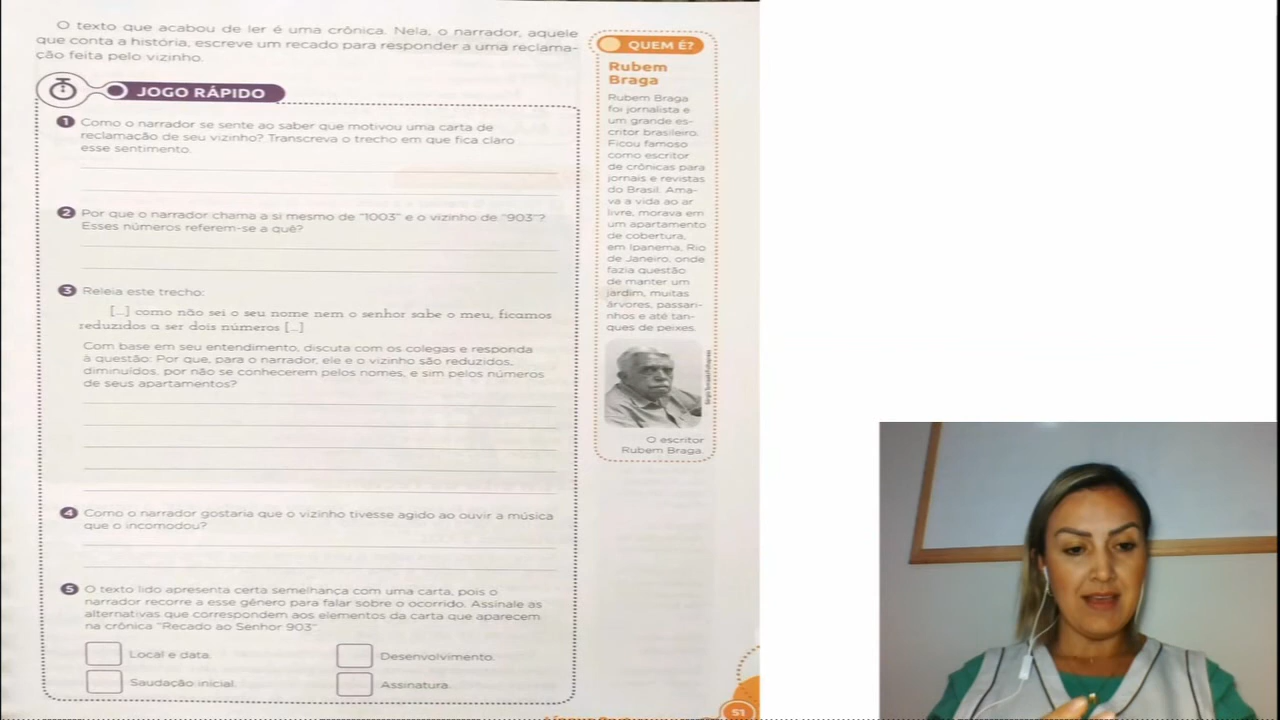 O texto que acabou de ler é uma crônica. Nela, o narrador, aquele
que conta a história, escreve um recado para responder a uma reclama-
ção feita pelo vizinho.
JOGO RÁPIDO
1 Como o narrador se sente ao saber que motivou uma carta de
reclamação de seu vizinho? Transcreva o trecho em que fica claro
esse sentimento.
2 Por que o narrador chama a si mesmo de "1003" e o vizinho de "903"?
Esses números referem-se a quê?
3 Releia este trecho:
[...] como não sei o seu nome nem o senhor sabe o meu, ficamos
reduzidos a ser dois números [...]
Com base em seu entendimento, discuta com os colegas e responda
à questão: Por que, para o narrador, ele e o vizinho são reduzidos,
diminuídos, por não se conhecerem pelos nomes, e sim pelos números
de seus apartamentos?
4 Como o narrador gostaria que o vizinho tivesse agido ao ouvir a música
que o incomodou?
5 O texto lido apresenta certa semelhança com uma carta, pois o
narrador recorre a esse gênero para falar sobre o ocorrido. Assinale as
alternativas que correspondem aos elementos da carta que aparecem
na crônica "Recado ao Senhor 903"
Local e data.
Desenvolvimento.
Saudação inicial.
Assinatura.
QUEM É?
Rubem
Braga
Rubem Braga
foi jornalista e
um grande es-
critor brasileiro.
Ficou famoso
como escritor
de crônicas para
jornais e revistas
do Brasil. Ama-
va a vida ao ar
livre, morava em
um apartamento
de cobertura,
em Ipanema, Rio
de Janeiro, onde
fazia questão
de manter um
jardim, muitas
árvores, passari-
nhos e até tan-
ques de peixes.
O escritor
Rubem Braga.
51